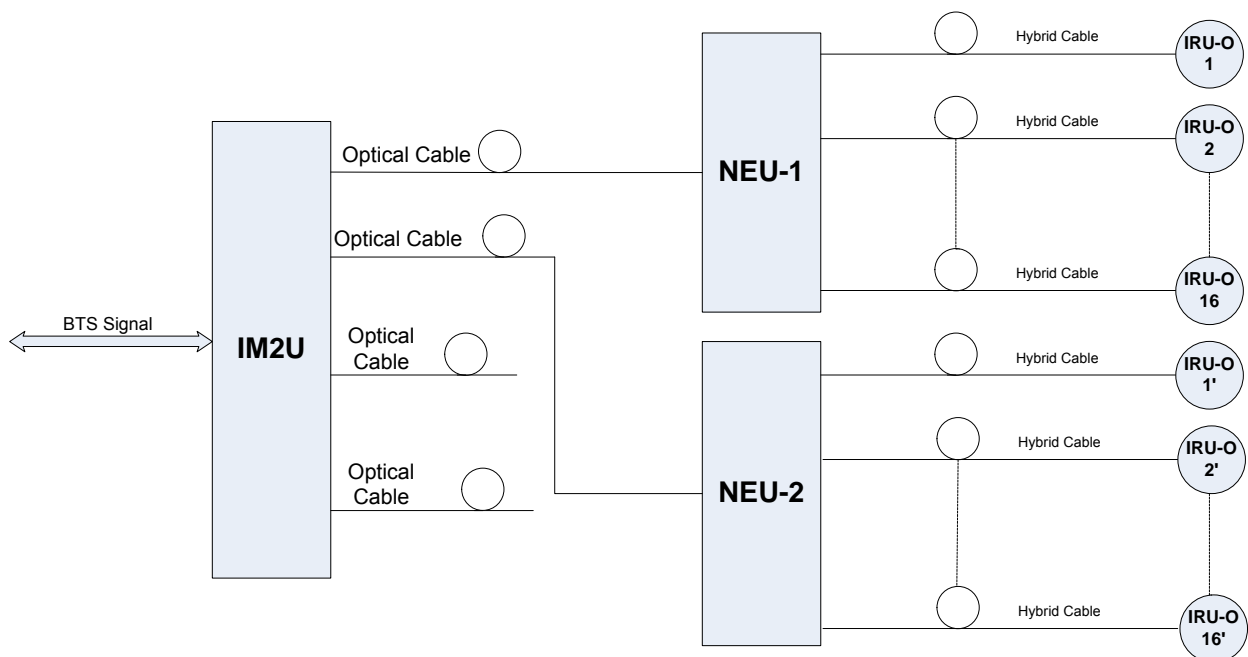 Hybrid Cable
IRU-O
1
Hybrid Cable
IRU-O
2
Optical Cable
NEU-1
Optical Cable
Hybrid Cable
IRU-O
16
BTS Signal
IM2U
Optical
Cable
Hybrid Cable
IRU-O
1'
Hybrid Cable
IRU-O
2'
Optical
Cable
NEU-2
Hybrid Cable
IRU-O
16'